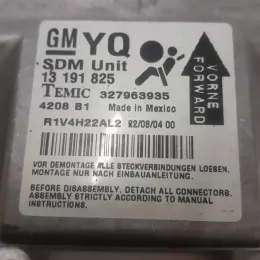 GM YQ
SDM Unit
13 191 825
TEMIC 327963935
4208 B1 Made in Mexico
R1V4H22AL2 R2/08/04 00
VORNE
FORWARD
VOR DEMONTAGE ALLE STECKVERBINDUNGEN LOESEN.
MONTAGE NUR NACH EINBAUANLEITUNG.
BEFORE DISASSEMBLY, DETACH ALL CONNECTORS.
ASSEMBLY STRICTLY ACCORDING TO MANUAL
INSTRUCTIONS.